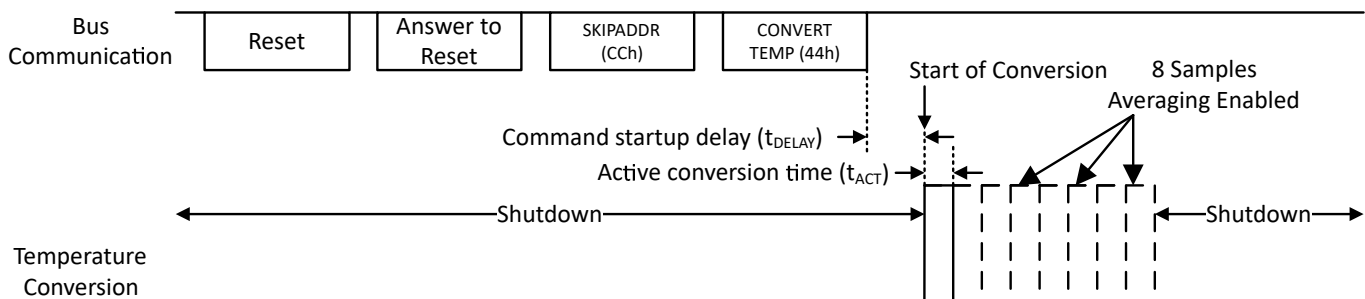 Bus
Communication
Reset
Answer to
Reset
SKIPADDR
(CCh)
CONVERT
TEMP (44h)
Start of Conversion
8 Samples
Averaging Enabled
Command startup delay (tDELAY)
Active conversion time (tACT)
Shutdown
Shutdown
Temperature
Conversion